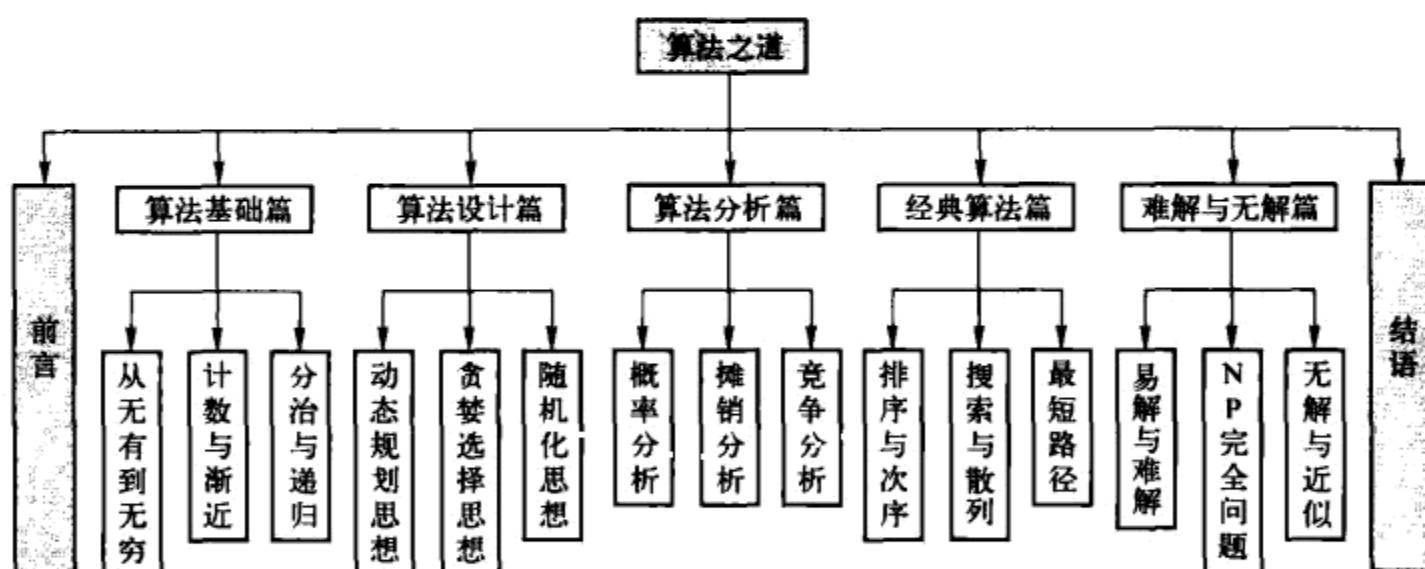 算法之道
前言
算法基础篇
算法设计篇
算法分析篇
经典算法篇
难解与无解篇
结语
从无有到无穷
计数与渐近
分治与递归
动态规划思想
贪婪选择思想
随机化思想
概率分析
摊销分析
竞争分析
排序与次序
搜索与散列
最短路径
易解与难解
NP完全问题
无解与近似